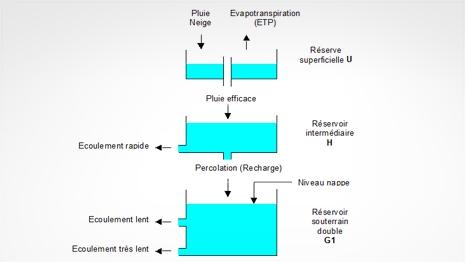 Pluie
Neige
Evapotranspiration
(ETP)
Réserve
superficielle U
Pluie efficace
Réservoir
intermédiaire
H
Ecoulement rapide
Percolation (Recharge)
Niveau nappe
Ecoulement lent
Réservoir
souterrain
double
G1
Ecoulement très lent